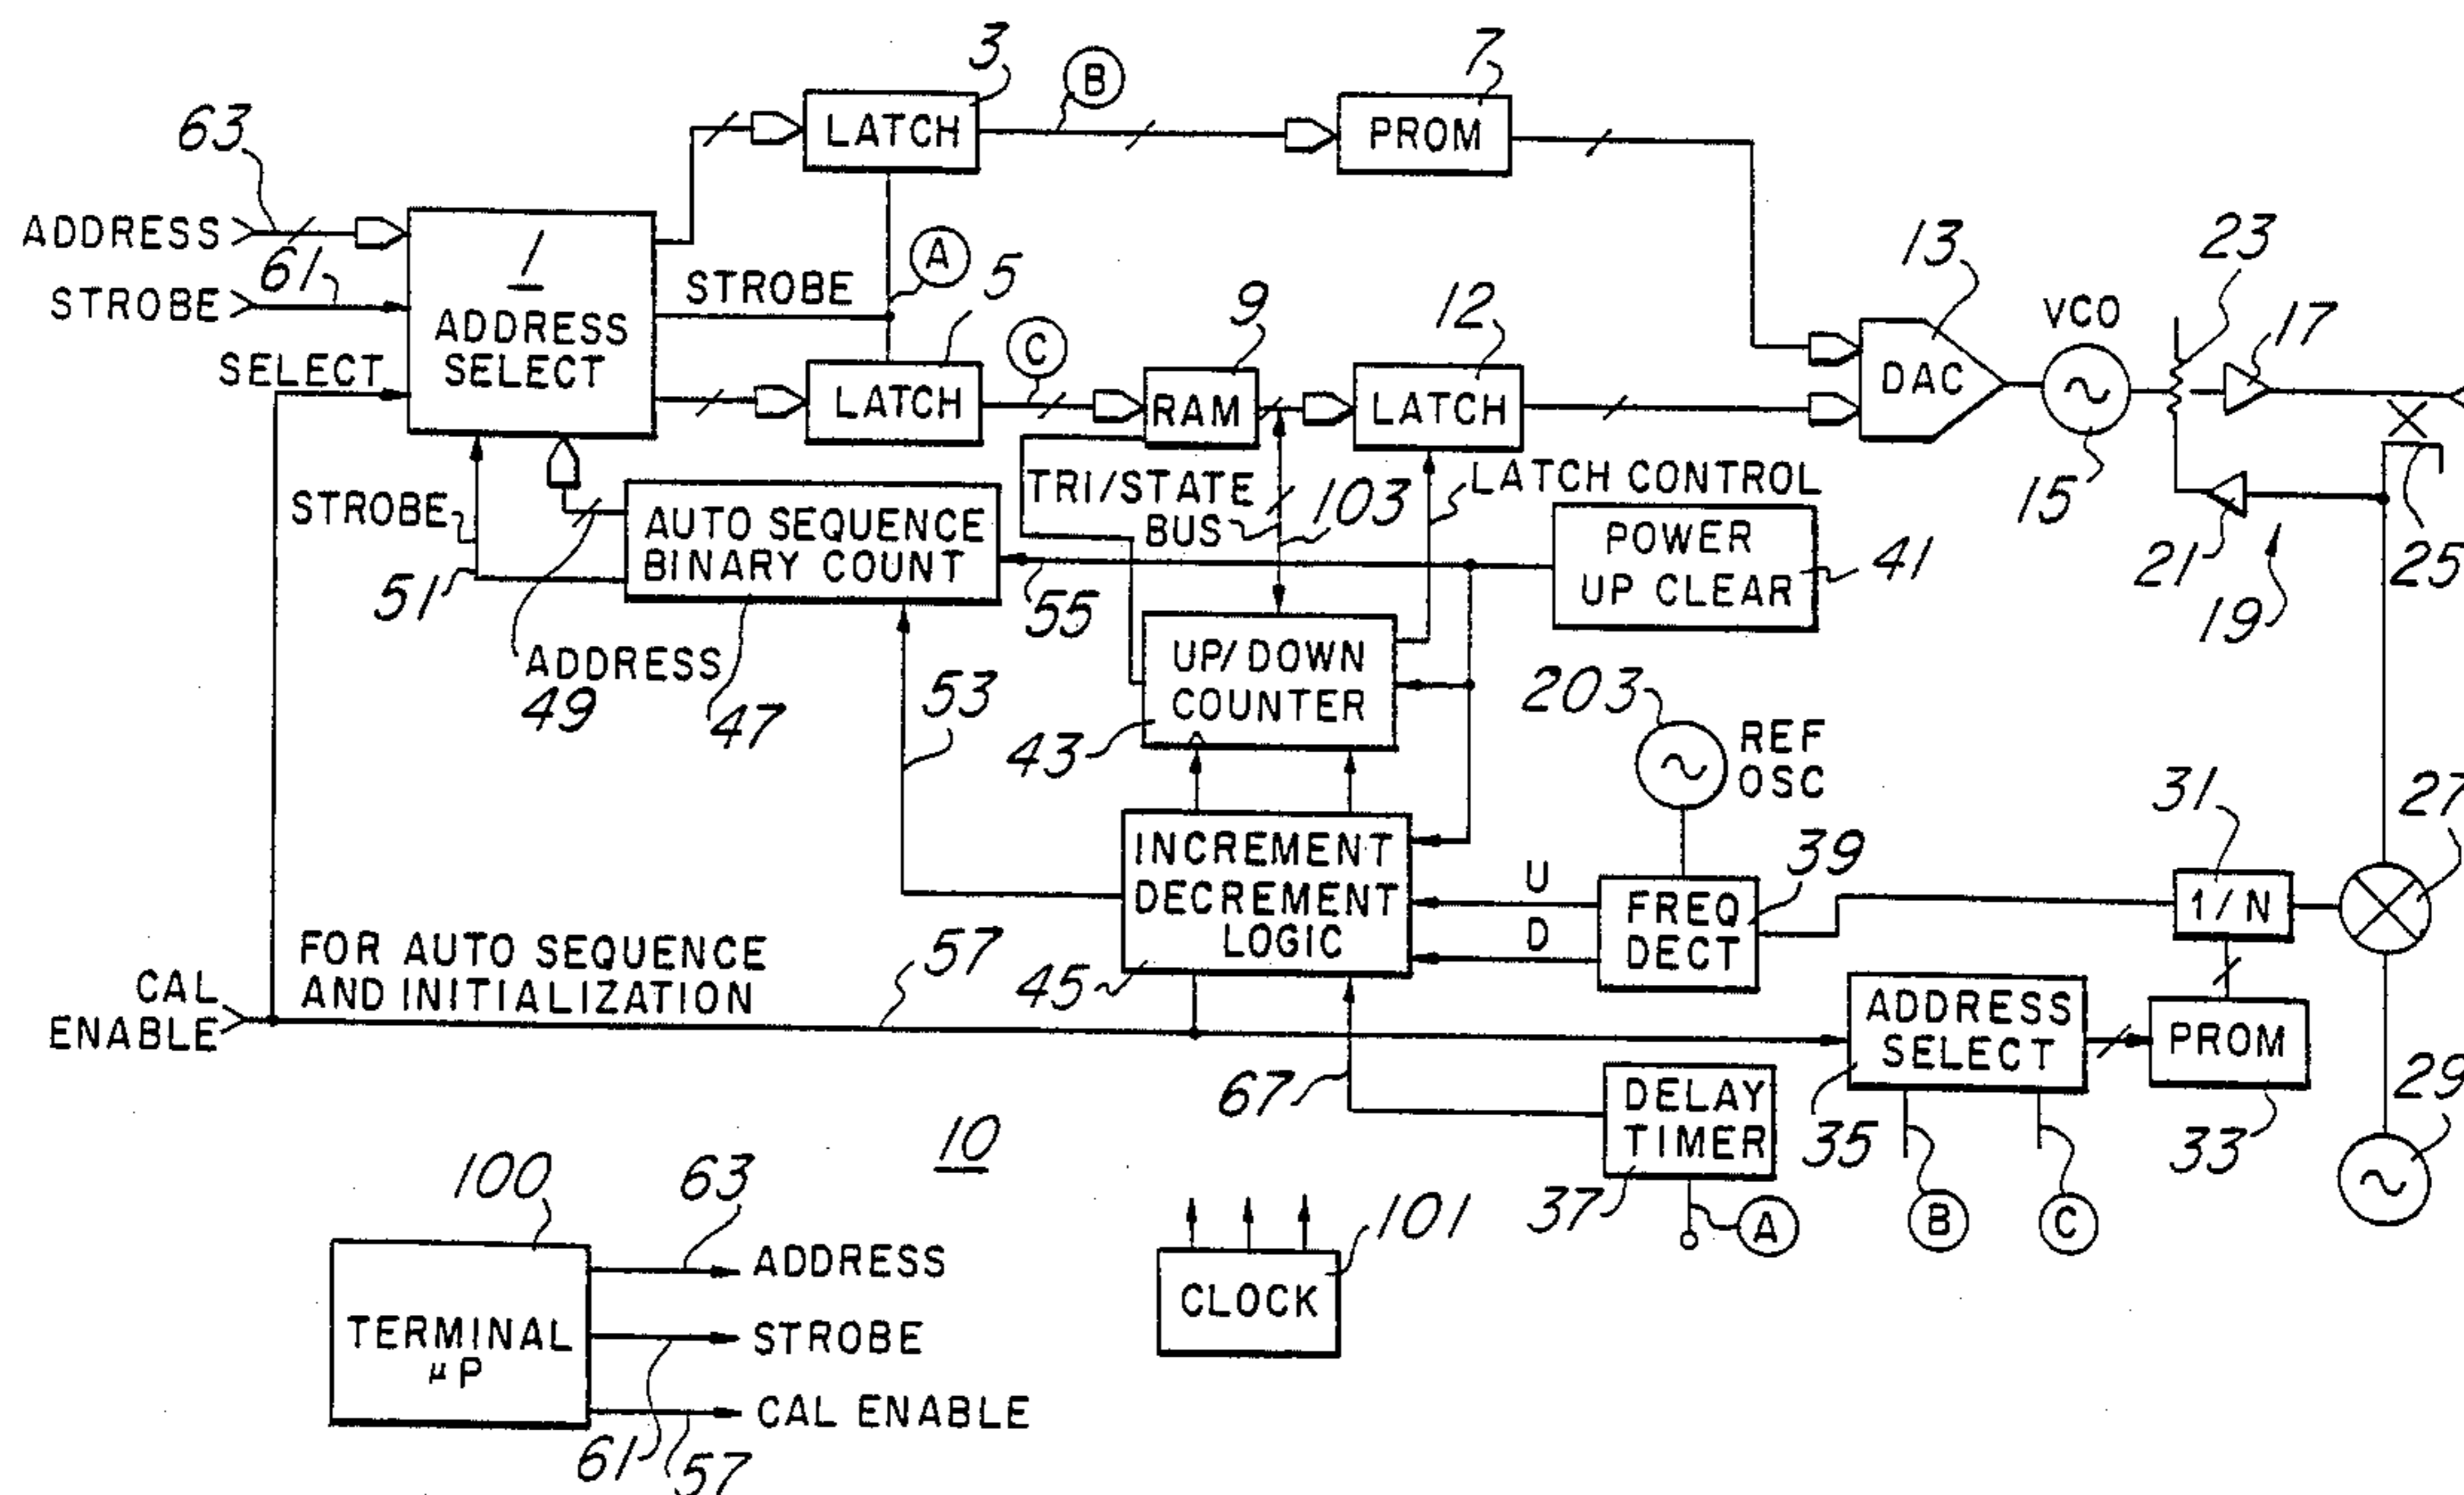 3
B
7
63
LATCH
PROM
ADDRESS
1
13
23
61
A
5
STROBE
STROBE
9
12
VCO
17
ADDRESS
SELECT
SELECT
C
DAC
LATCH
RAM
LATCH
X
TRI/STATE
BUS
103
LATCH CONTROL
15
STROBE
AUTO SEQUENCE
BINARY COUNT
POWER
UP CLEAR
41
21
25
51
55
19
ADDRESS
49
47
53
UP/DOWN
COUNTER
203
43
REF
OSC
31
27
INCREMENT
DECREMENT
LOGIC
U
D
39
FREQ
DECT
1/N
FOR AUTO SEQUENCE
AND INITIALIZATION
57
45
CAL
ENABLE
ADDRESS
SELECT
PROM
67
DELAY
TIMER
35
33
29
10
37
A
B
C
100
63
101
ADDRESS
TERMINAL
μP
STROBE
CLOCK
CAL ENABLE
61
57